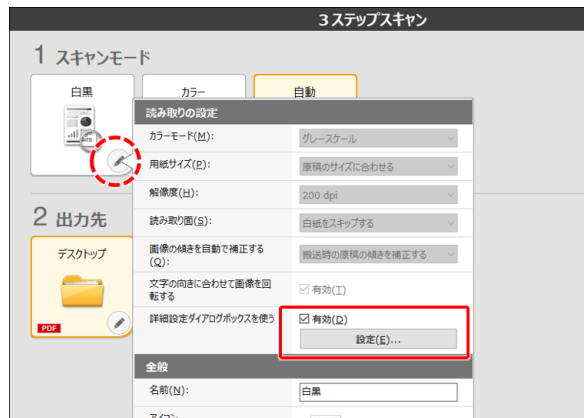 3ステップスキャン
1 スキャンモード
白黒
カラー
自動
読み取りの設定
カラーモード(M):
グレースケール
用紙サイズ(P):
原稿のサイズに合わせる
解像度(H):
200 dpi
読み取り面(S):
白紙をスキップする
画像の傾きを自動で補正する
(Q):
搬送時の原稿の傾きを補正する
文字の向きに合わせて画像を回
転する
有効(T)
詳細設定ダイアログボックスを使う
有効(D)
設定(E)...
2 出力先
デスクトップ
PDF
全般
名前(N):
白黒